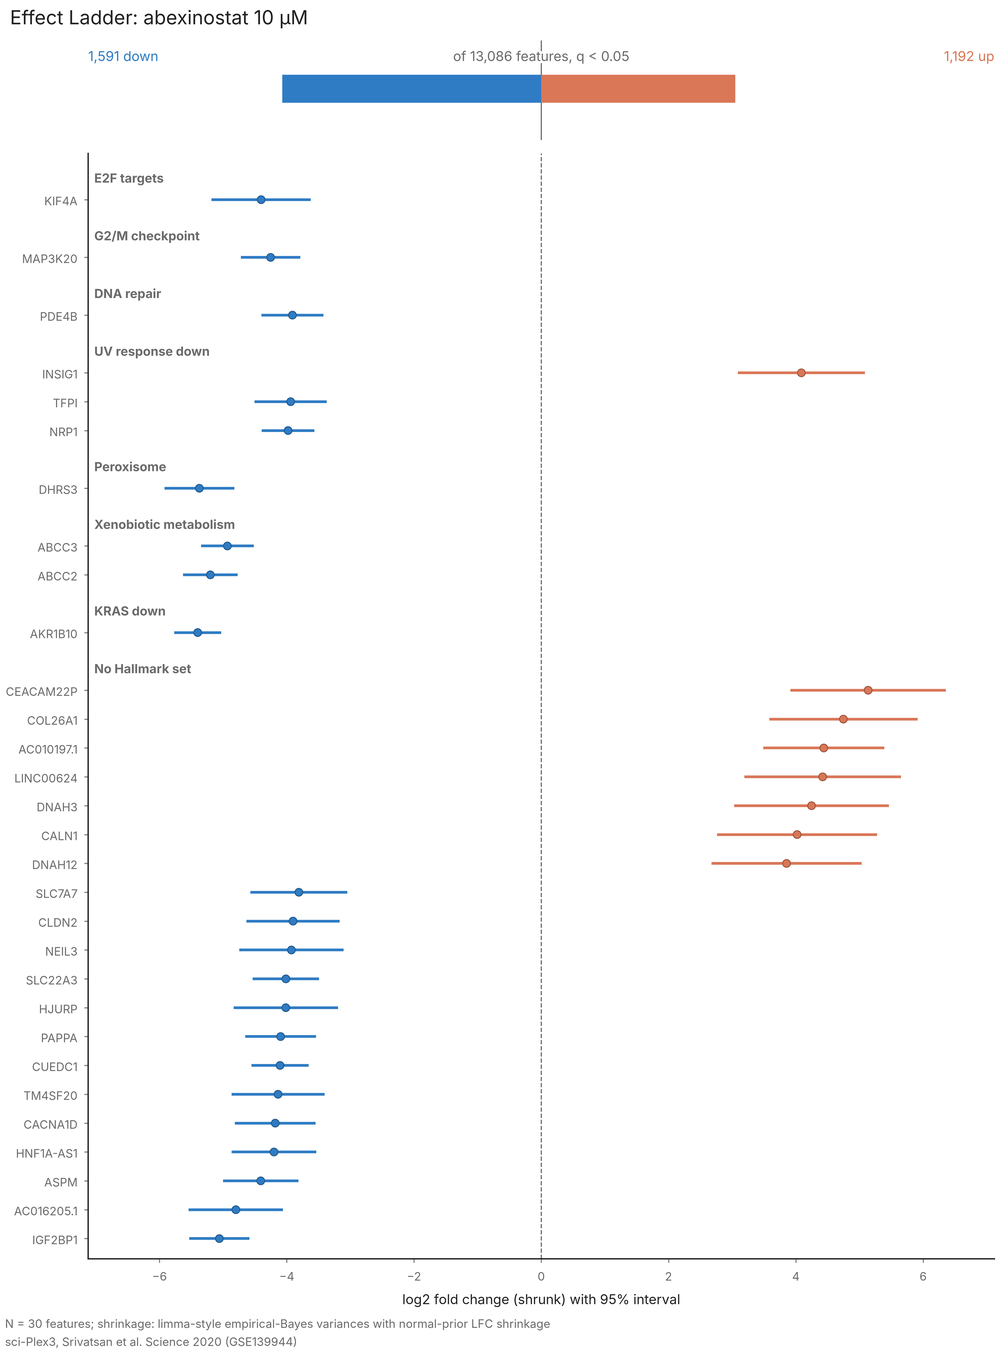 Effect Ladder: abexinostat 10 µM
1,591 down
of 13,086 features, q < 0.05
1,192 up
E2F targets
KIF4A
G2/M checkpoint
MAP3K20
DNA repair
PDE4B
UV response down
INSIG1
TFPI
NRP1
Peroxisome
DHRS3
Xenobiotic metabolism
ABCC3
ABCC2
KRAS down
AKR1B10
No Hallmark set
CEACAM22P
COL26A1
AC010197.1
LINC00624
DNAH3
CALN1
DNAH12
SLC7A7
CLDN2
NEIL3
SLC22A3
HJURP
PAPPA
CUEDC1
TM4SF20
CACNA1D
HNF1A-AS1
ASPM
AC016205.1
IGF2BP1
−6 −4 −2 0 2 4 6
log2 fold change (shrunk) with 95% interval
N = 30 features; shrinkage: limma-style empirical-Bayes variances with normal-prior LFC shrinkage
sci-Plex3, Srivatsan et al. Science 2020 (GSE139944)